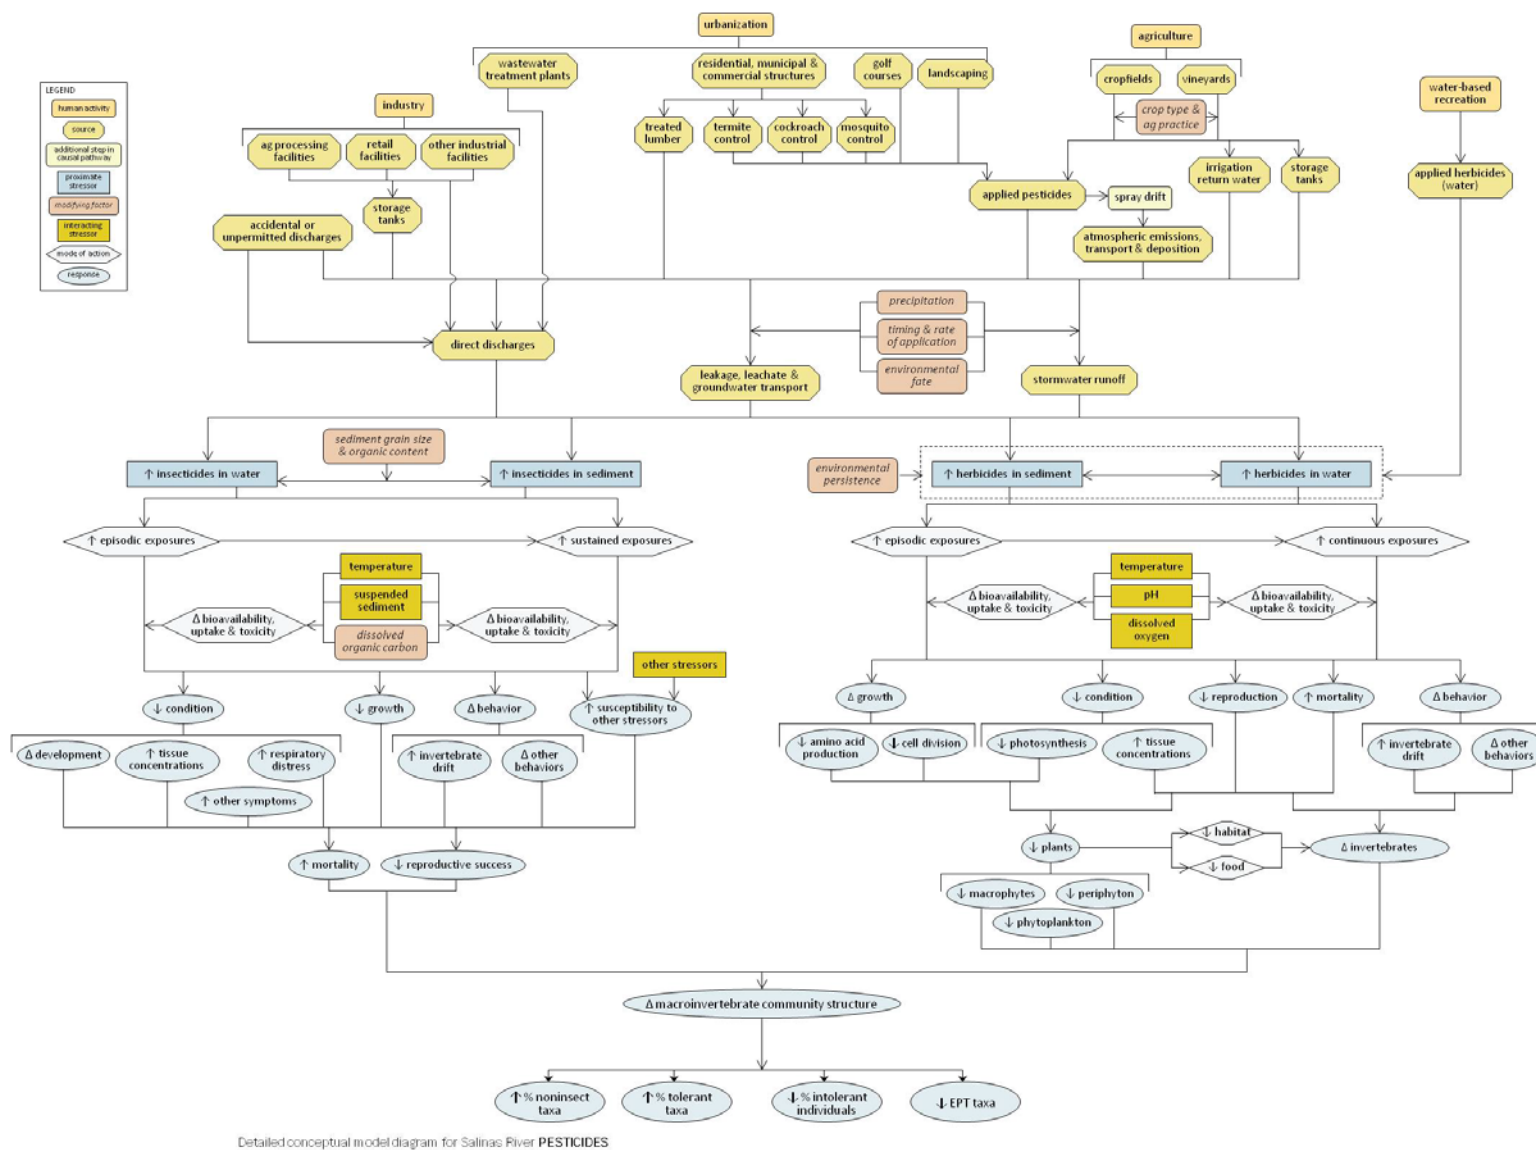 urbanization
agriculture
wastewater
treatment plants
residential, municipal &
commercial structures
golf
courses
landscaping
cropfields
vineyards
water-based
recreation
LEGEND
human activity
source
additional step in
causal pathway
proximate
stressor
modifying factor
interacting
stressor
mode of action
response
industry
crop type &
ag practice
ag processing
facilities
retail
facilities
other industrial
facilities
treated
lumber
termite
control
cockroach
control
mosquito
control
applied pesticides
spray drift
irrigation
return water
storage
tanks
applied herbicides
(water)
storage
tanks
accidental or
unpermitted discharges
atmospheric emissions,
transport & deposition
precipitation
timing & rate
of application
environmental
fate
direct discharges
leakage, leachate &
groundwater transport
stormwater runoff
sediment grain size
& organic content
↑ insecticides in water
↑ insecticides in sediment
environmental
persistence
↑ herbicides in sediment
↑ herbicides in water
↑ episodic exposures
↑ sustained exposures
↑ episodic exposures
↑ continuous exposures
temperature
suspended
sediment
dissolved
organic carbon
Δ bioavailability,
uptake & toxicity
Δ bioavailability,
uptake & toxicity
temperature
pH
dissolved
oxygen
Δ bioavailability,
uptake & toxicity
Δ bioavailability,
uptake & toxicity
other stressors
↓ condition
↓ growth
Δ behavior
↑ susceptibility to
other stressors
Δ growth
↓ condition
↓ reproduction
↑ mortality
Δ behavior
Δ development
↑ tissue
concentrations
↑ respiratory
distress
↑ other symptoms
↑ invertebrate
drift
Δ other
behaviors
↓ amino acid
production
↓ cell division
↓ photosynthesis
↑ tissue
concentrations
↑ invertebrate
drift
Δ other
behaviors
↑ mortality
↓ reproductive success
↓ plants
↓ habitat
↓ food
Δ invertebrates
↓ macrophytes
↓ periphyton
↓ phytoplankton
Δ macroinvertebrate community structure
↑ % noninsect
taxa
↑ % tolerant
taxa
↓ % intolerant
individuals
↓ EPT taxa
Detailed conceptual model diagram for Salinas River PESTICIDES